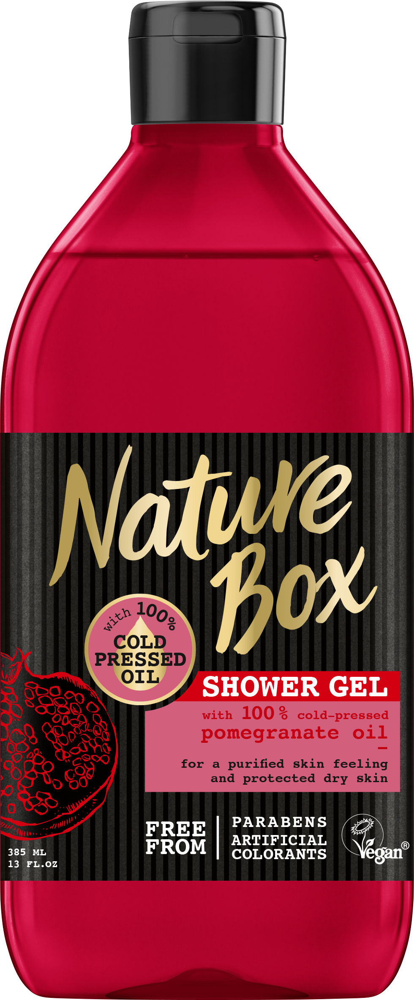 Nature
Box
with 100%
COLD
PRESSED
OIL
SHOWER GEL
with 100 % cold-pressed
pomegranate oil
–
for a purified skin feeling
and protected dry skin
FREE
FROM
PARABENS
ARTIFICIAL
COLORANTS
Vegan®
385 ML
13 FL.OZ